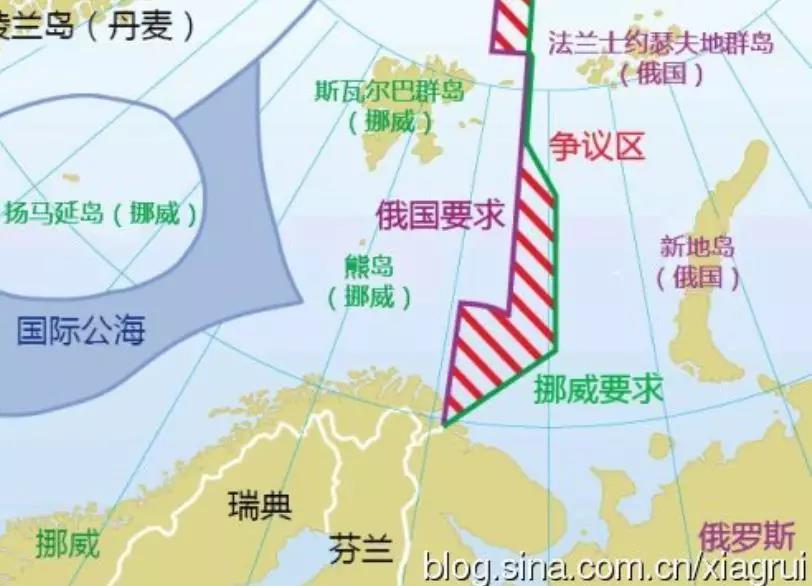 陵兰岛（丹麦）
法兰士约瑟夫地群岛
（俄国）
斯瓦尔巴群岛
（挪威）
争议区
扬马延岛（挪威）
俄国要求
新地岛
（俄国）
熊岛
（挪威）
国际公海
挪威要求
瑞典
挪威
芬兰
俄罗斯
blog.sina.com.cn/xiagrui